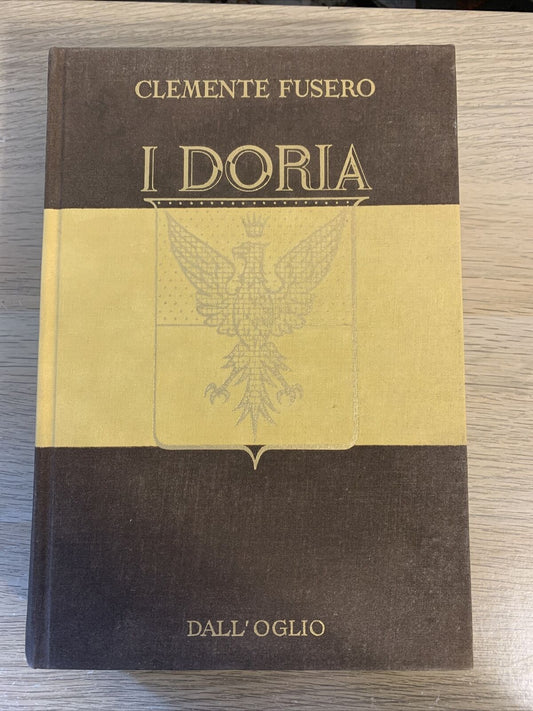 CLEMENTE FUSERO
I DORIA
DALL' OGLIO